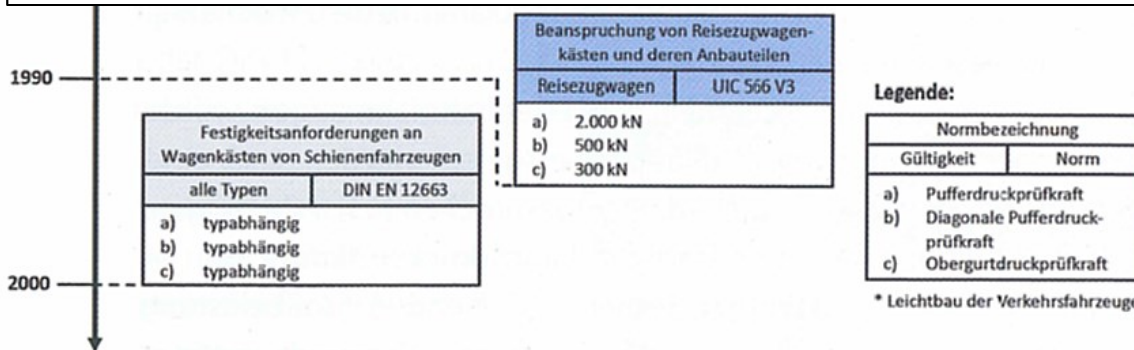 1990
Beanspruchung von Reisezugwagen-
kästen und deren Anbauteilen
Reisezugwagen UIC 566 V3
a) 2.000 kN
b) 500 kN
c) 300 kN
Festigkeitsanforderungen an
Wagenkästen von Schienenfahrzeugen
alle Typen DIN EN 12663
a) typabhängig
b) typabhängig
c) typabhängig
2000
Legende:
Normbezeichnung
Gültigkeit Norm
a) Pufferdruckprüfkraft
b) Diagonale Pufferdruck-
prüfkraft
c) Obergurtdruckprüfkraft
* Leichtbau der Verkehrsfahrzeuge